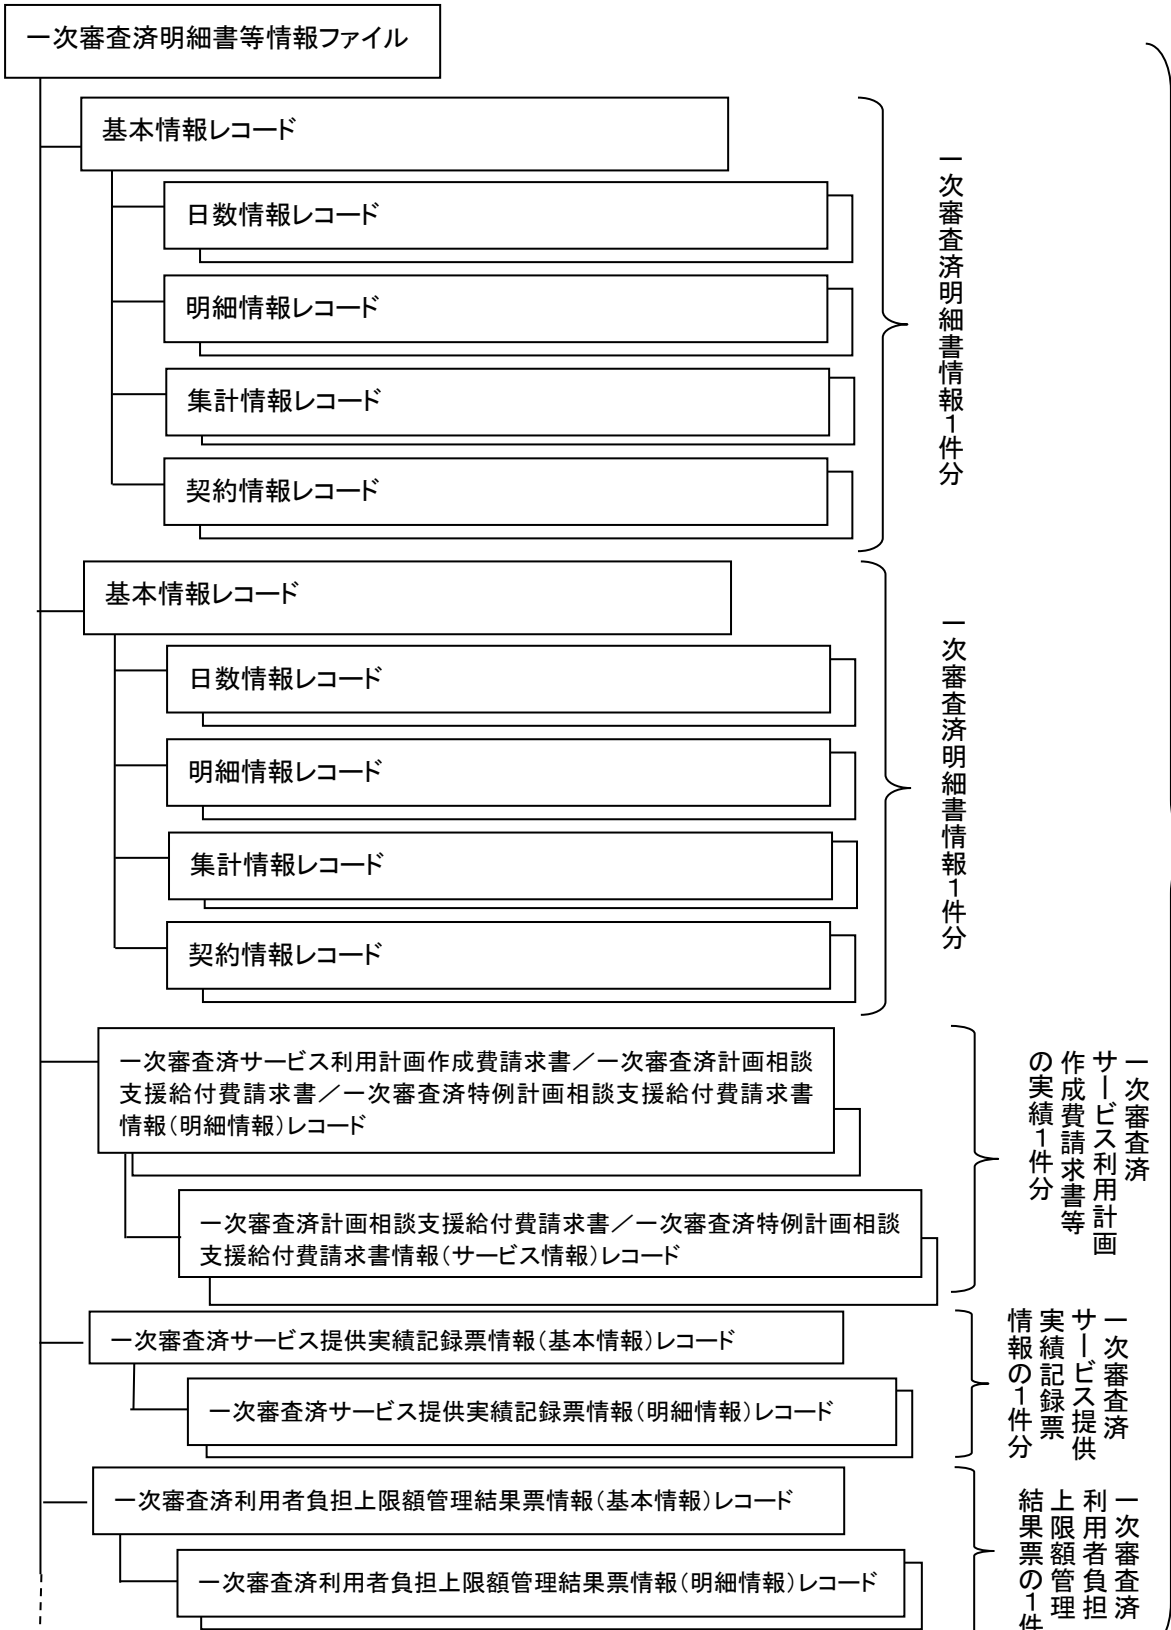 一次審査済明細書等情報ファイル
基本情報レコード
日数情報レコード
明細情報レコード
集計情報レコード
契約情報レコード
一次審査済明細書情報１件分
基本情報レコード
日数情報レコード
明細情報レコード
集計情報レコード
契約情報レコード
一次審査済明細書情報１件分
一次審査済サービス利用計画作成費請求書／一次審査済計画相談
支援給付費請求書／一次審査済特例計画相談支援給付費請求書
情報（明細情報）レコード
一次審査済計画相談支援給付費請求書／一次審査済特例計画相談
支援給付費請求書情報（サービス情報）レコード
一次審査済
サービス利用計画
作成費請求書等
の実績１件分
一次審査済サービス提供実績記録票情報（基本情報）レコード
一次審査済サービス提供実績記録票情報（明細情報）レコード
一次審査済
サービス提供
実績記録票
情報の１件分
一次審査済利用者負担上限額管理結果票情報（基本情報）レコード
一次審査済利用者負担上限額管理結果票情報（明細情報）レコード
一次審査済
利用者負担
上限額管理
結果票の１件